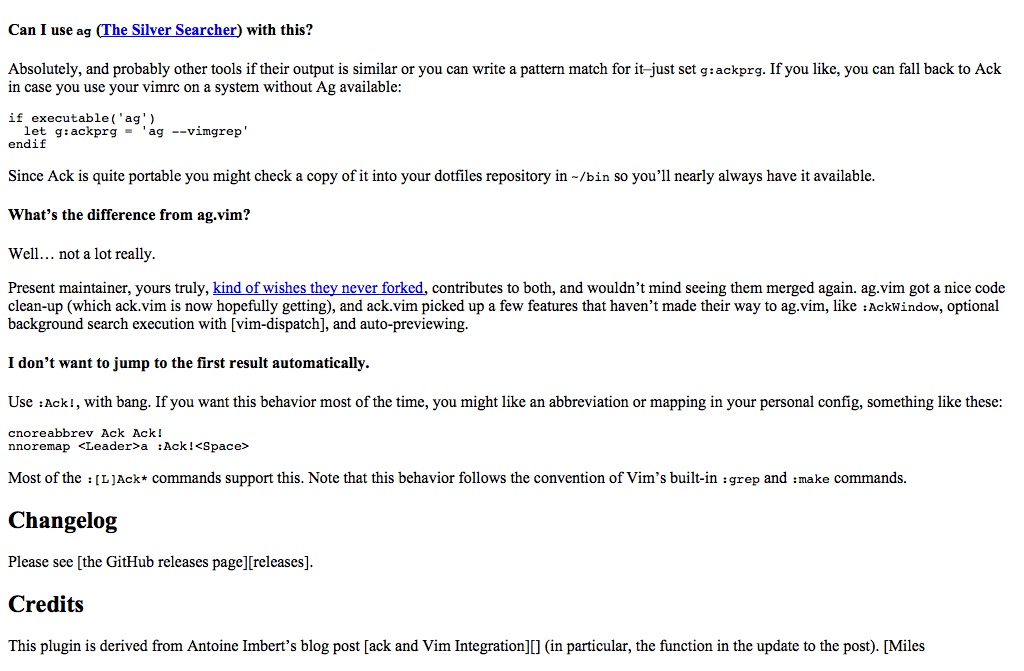 Can I use ag (The Silver Searcher) with this?
Absolutely, and probably other tools if their output is similar or you can write a pattern match for it–just set g:ackprg. If you like, you can fall back to Ack
in case you use your vimrc on a system without Ag available:
if executable('ag')
  let g:ackprg = 'ag --vimgrep'
endif
Since Ack is quite portable you might check a copy of it into your dotfiles repository in ~/bin so you’ll nearly always have it available.
What’s the difference from ag.vim?
Well… not a lot really.
Present maintainer, yours truly, kind of wishes they never forked, contributes to both, and wouldn’t mind seeing them merged again. ag.vim got a nice code
clean-up (which ack.vim is now hopefully getting), and ack.vim picked up a few features that haven’t made their way to ag.vim, like :AckWindow, optional
background search execution with [vim-dispatch], and auto-previewing.
I don’t want to jump to the first result automatically.
Use :Ack!, with bang. If you want this behavior most of the time, you might like an abbreviation or mapping in your personal config, something like these:
cnoreabbrev Ack Ack!
nnoremap <Leader>a :Ack!<Space>
Most of the :[L]Ack* commands support this. Note that this behavior follows the convention of Vim’s built-in :grep and :make commands.
Changelog
Please see [the GitHub releases page][releases].
Credits
This plugin is derived from Antoine Imbert’s blog post [ack and Vim Integration][] (in particular, the function in the update to the post). [Miles